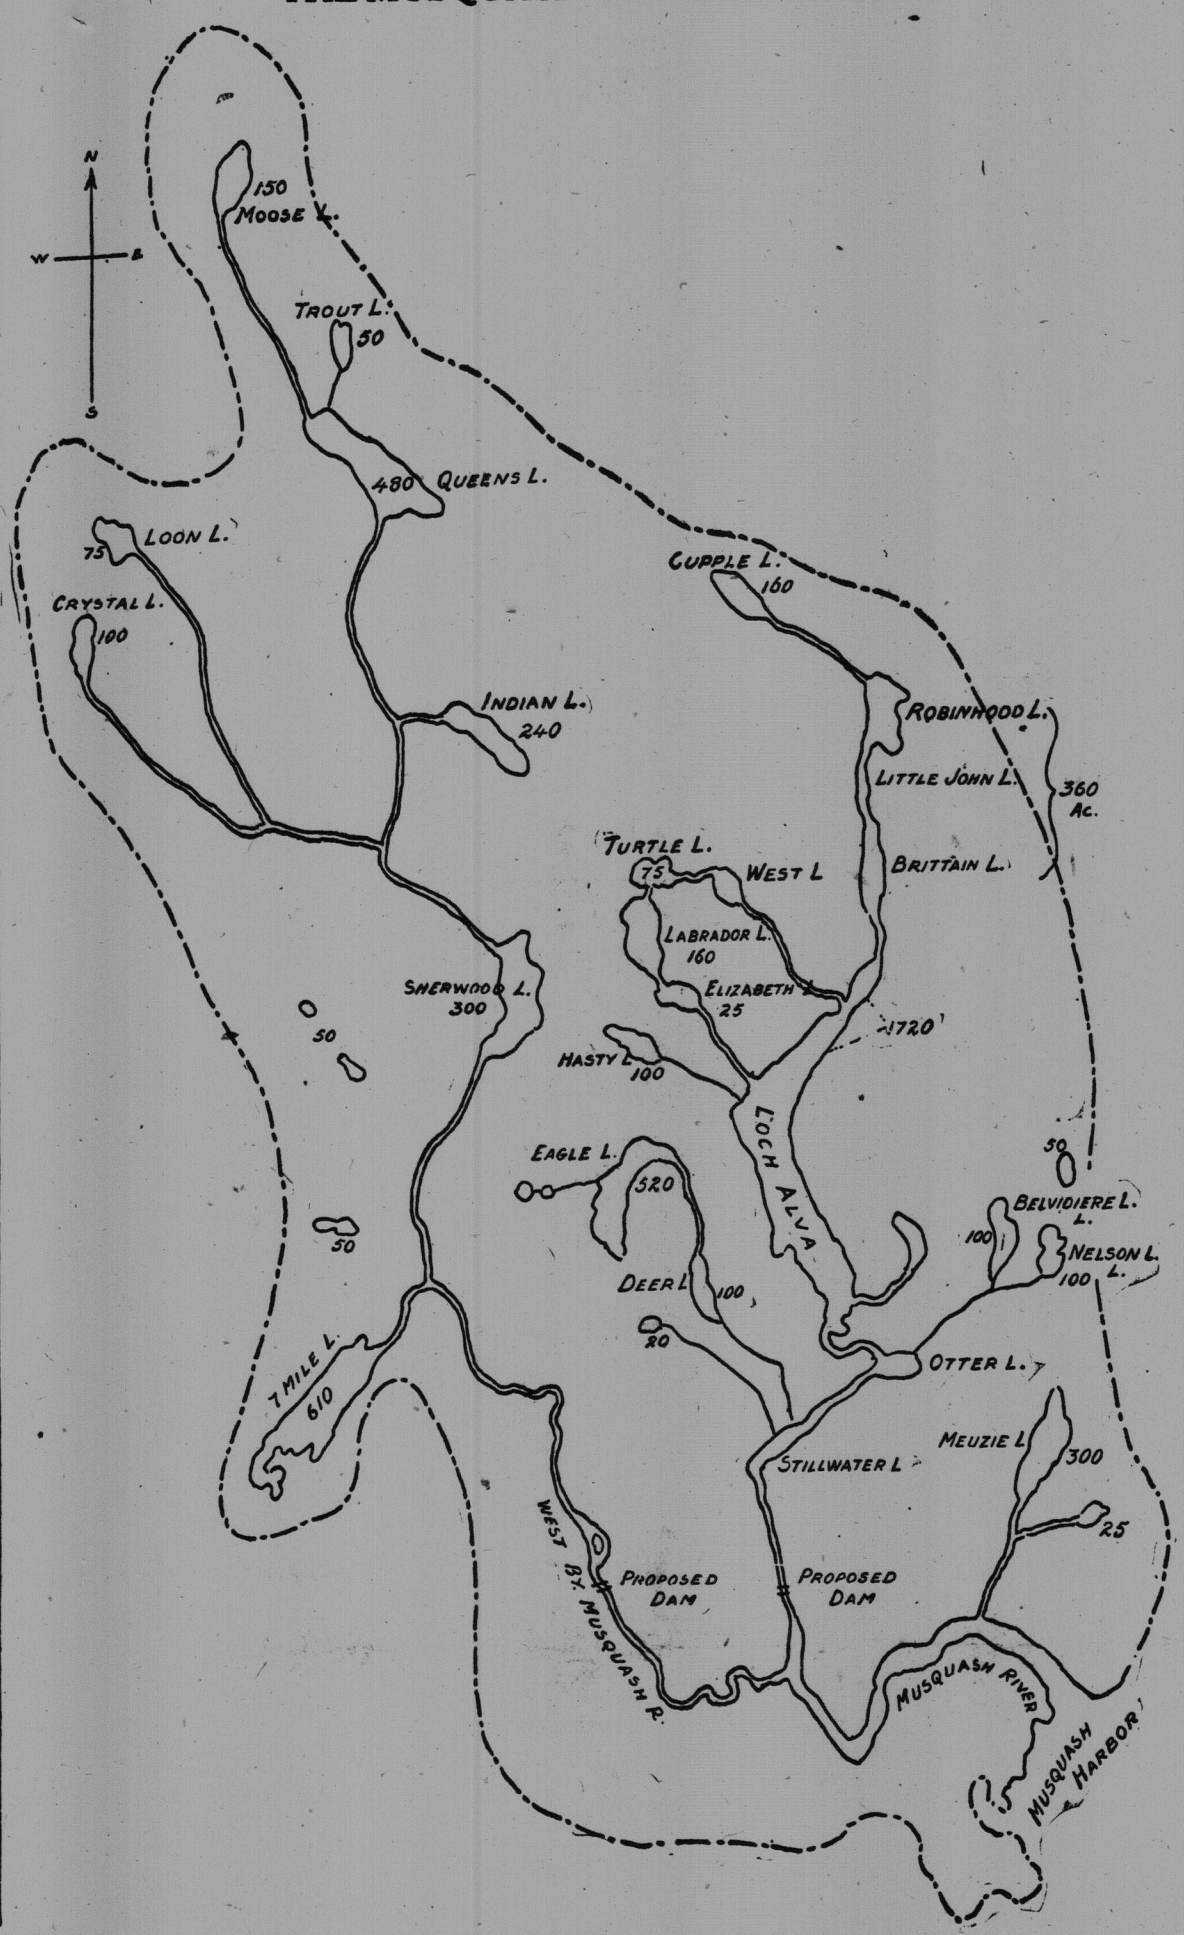 N
W
E
S
150
MOOSE L.
TROUT L.
50
480 QUEENS L.
LOON L.
75
CRYSTAL L.
100
CUPPLE L.
160
INDIAN L.
240
ROBINHOOD L.
LITTLE JOHN L.
360
AC.
BRITTAIN L.
TURTLE L.
75
WEST L
LABRADOR L.
160
ELIZABETH L
25
SHERWOOD L.
300
50
1720
HASTY L
100
LOCH ALVA
EAGLE L.
520
50
50
BELVIDIERE L.
L.
100
NELSON L.
100 L.
DEER L
100
20
OTTER L.
7 MILE L.
610
MEUZIE L
300
STILLWATER L
25
WEST BY. MUSQUASH R.
PROPOSED
DAM
PROPOSED
DAM
MUSQUASH RIVER
MUSQUASH
HARBOR